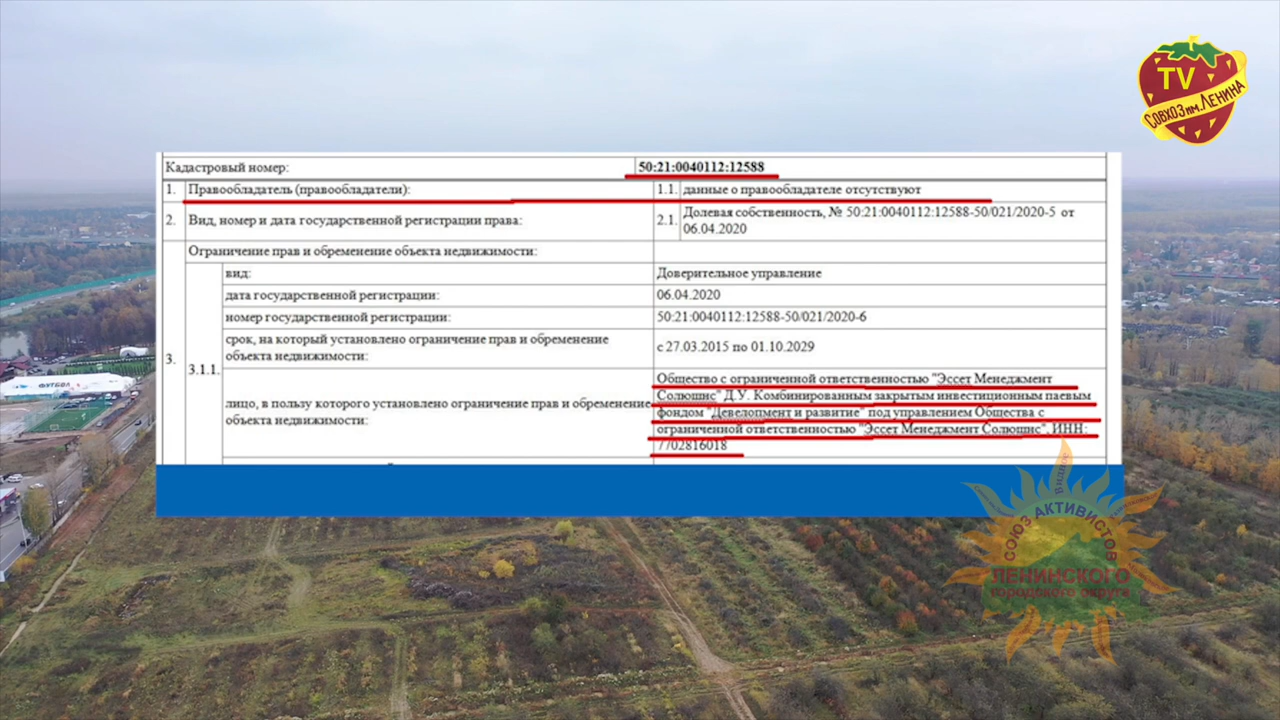 TV
Совхоз им. Ленина
Кадастровый номер: 50:21:0040112:12588
1. Правообладатель (правообладатели): 1.1. данные о правообладателе отсутствуют
2. Вид, номер и дата государственной регистрации права: 2.1. Долевая собственность, № 50:21:0040112:12588-50/021/2020-5 от
06.04.2020
3. Ограничение прав и обременение объекта недвижимости:
3.1.1. вид: Доверительное управление
дата государственной регистрации: 06.04.2020
номер государственной регистрации: 50:21:0040112:12588-50/021/2020-6
срок, на который установлено ограничение прав и обременение
объекта недвижимости:
с 27.03.2015 по 01.10.2029
лицо, в пользу которого установлено ограничение прав и обременение
объекта недвижимости:
Общество с ограниченной ответственностью "Эссет Менеджмент
Солюшнс" Д.У. Комбинированным закрытым инвестиционным паевым
фондом "Девелопмент и развитие" под управлением Общества с
ограниченной ответственностью "Эссет Менеджмент Солюшнс", ИНН:
7702816018
ФУТБОЛ
Видное
СОЮЗ АКТИВИСТОВ
ЛЕНИНСКОГО
городского округа